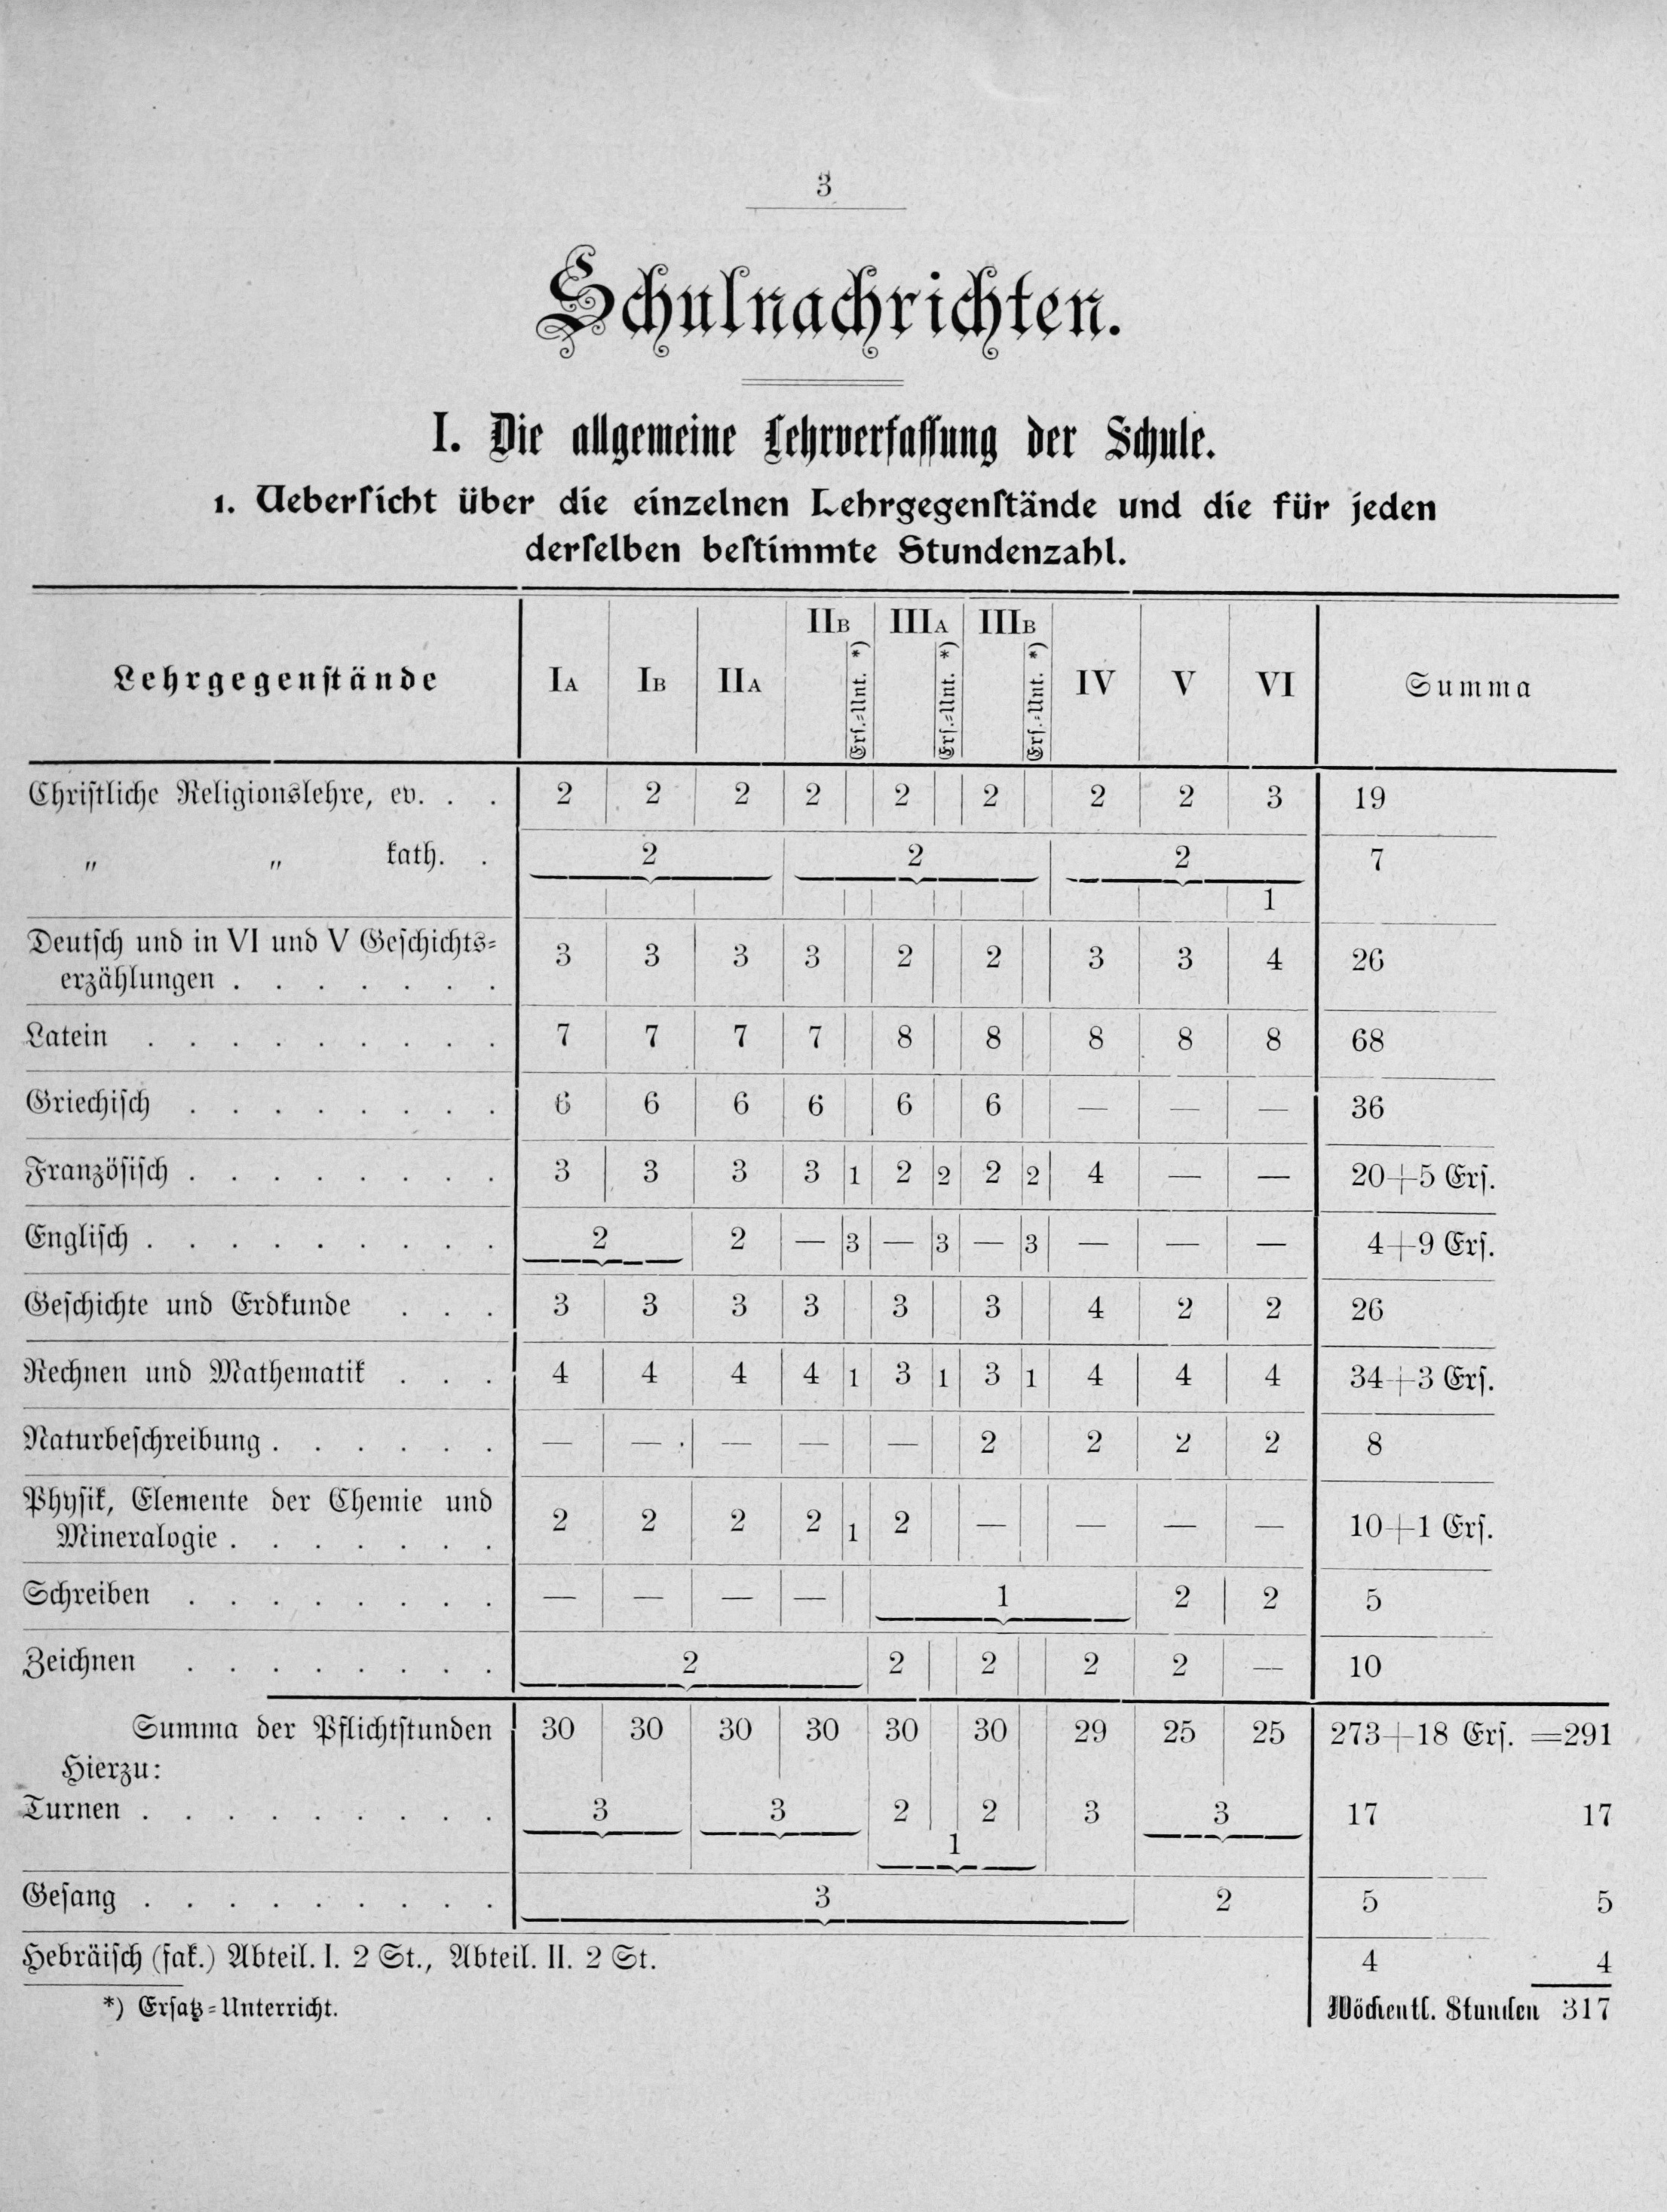 3
Schulnachrichten.
I. Die allgemeine Lehrverfassung der Schule.
1. Uebersicht über die einzelnen Lehrgegenstände und die für jeden
derselben bestimmte Stundenzahl.
Lehrgegenstände IA IB IIA IIB Ers.=Unt. *) IIIA Ers.=Unt. *) IIIB Ers.=Unt. *) IV V VI Summa
Christliche Religionslehre, ev. . . 2 2 2 2 2 2 2 2 3 19
" " kath. . 2 2 2 7
1
Deutsch und in VI und V Geschichts=
erzählungen . . . . . . . 3 3 3 3 2 2 3 3 4 26
Latein . . . . . . . . . 7 7 7 7 8 8 8 8 8 68
Griechisch . . . . . . . . 6 6 6 6 6 6 — — — 36
Französisch . . . . . . . . 3 3 3 3 1 2 2 2 2 4 — — 20+5 Ers.
Englisch . . . . . . . . . 2 2 — 3 — 3 — 3 — — — 4+9 Ers.
Geschichte und Erdkunde . . . 3 3 3 3 3 3 4 2 2 26
Rechnen und Mathematik . . . 4 4 4 4 1 3 1 3 1 4 4 4 34+3 Ers.
Naturbeschreibung . . . . . . — — — — — 2 2 2 2 8
Physik, Elemente der Chemie und
Mineralogie . . . . . . . 2 2 2 2 1 2 — — — — 10+1 Ers.
Schreiben . . . . . . . . — — — — 1 2 2 5
Zeichnen . . . . . . . . 2 2 2 2 2 — 10
Summa der Pflichtstunden 30 30 30 30 30 30 29 25 25 273+18 Ers. =291
Hierzu:
Turnen . . . . . . . . . 3 3 2 2 3 3 17 17
1
Gesang . . . . . . . . . 3 2 5 5
Hebräisch (fak.) Abteil. I. 2 St., Abteil. II. 2 St. 4 4
*) Ersatz=Unterricht. Wöchentl. Stunden 317